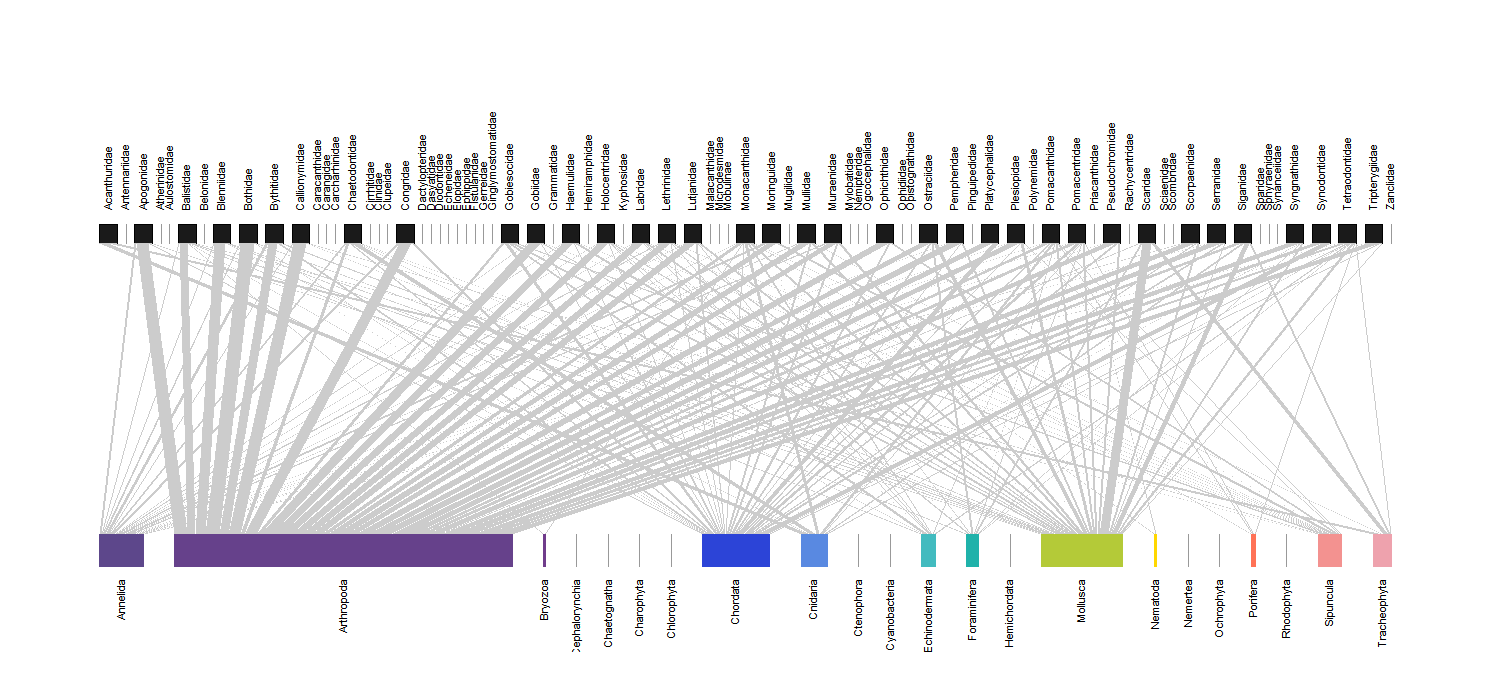 Acanthuridae
Antennariidae
Apogonidae
Atherinidae
Aulostomidae
Balistidae
Belonidae
Blenniidae
Bothidae
Bythitidae
Callionymidae
Caracanthidae
Carangidae
Carcharhinidae
Chaetodontidae
Cirrhitidae
Clinidae
Clupeidae
Congridae
Dactylopteridae
Dasyatidae
Diodontidae
Echeneidae
Elopidae
Ephippidae
Fistulariidae
Gerreidae
Ginglymostomatidae
Gobiesocidae
Gobiidae
Grammatidae
Haemulidae
Hemiramphidae
Holocentridae
Kyphosidae
Labridae
Lethrinidae
Lutjanidae
Malacanthidae
Microdesmidae
Mobulinae
Monacanthidae
Moringuidae
Mugilidae
Mullidae
Muraenidae
Myliobatidae
Nemipteridae
Ogcocephalidae
Ophichthidae
Ophidiidae
Opistognathidae
Ostraciidae
Pempheridae
Pinguipedidae
Platycephalidae
Plesiopidae
Polynemidae
Pomacanthidae
Pomacentridae
Priacanthidae
Pseudochromidae
Rachycentridae
Scaridae
Sciaenidae
Scombridae
Scorpaenidae
Serranidae
Siganidae
Sparidae
Sphyraenidae
Synanceiidae
Syngnathidae
Synodontidae
Tetraodontidae
Tripterygiidae
Zanclidae
Annelida
Arthropoda
Bryozoa
Cephalorynchia
Chaetognatha
Charophyta
Chlorophyta
Chordata
Cnidaria
Ctenophora
Cyanobacteria
Echinodermata
Foraminifera
Hemichordata
Mollusca
Nematoda
Nemertea
Ochrophyta
Porifera
Rhodophyta
Sipuncula
Tracheophyta